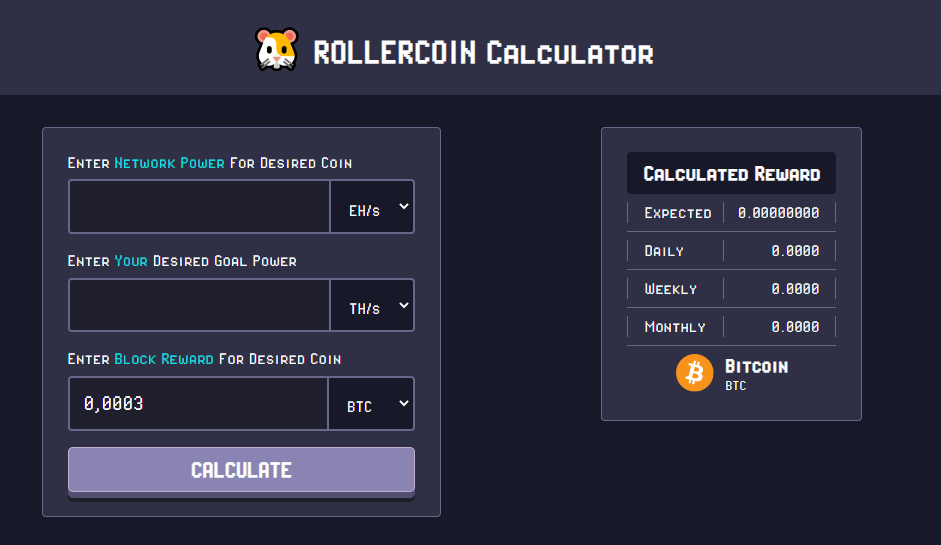 ROLLERCOIN Calculator
Enter Network Power For Desired Coin
EH/s
Enter Your Desired Goal Power
TH/s
Enter Block Reward For Desired Coin
0,0003
BTC
CALCULATE
Calculated Reward
Expected 0.00000000
Daily 0.0000
Weekly 0.0000
Monthly 0.0000
Bitcoin
BTC